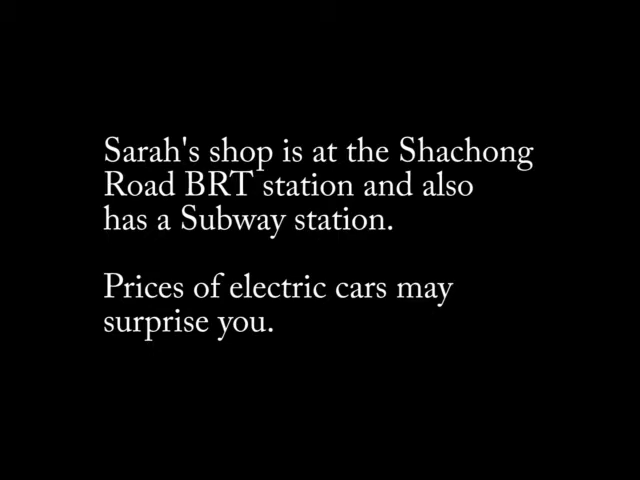 Sarah's shop is at the Shachong
Road BRT station and also
has a Subway station.
Prices of electric cars may
surprise you.